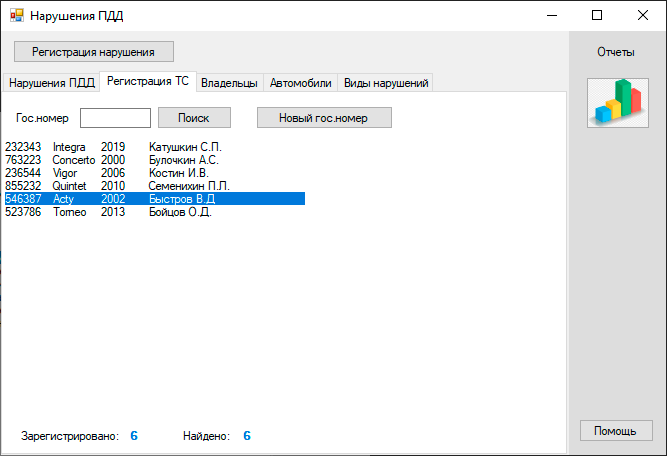 Нарушения ПДД
Регистрация нарушения
Отчеты
Нарушения ПДД Регистрация ТС Владельцы Автомобили Виды нарушений
Гос.номер Поиск Новый гос.номер
232343 Integra 2019 Катушкин С.П.
763223 Concerto 2000 Булочкин А.С.
236544 Vigor 2006 Костин И.В.
855232 Quintet 2010 Семенихин П.Л.
546387 Acty 2002 Быстров В.Д
523786 Torneo 2013 Бойцов О.Д.
Зарегистрировано: 6 Найдено: 6
Помощь